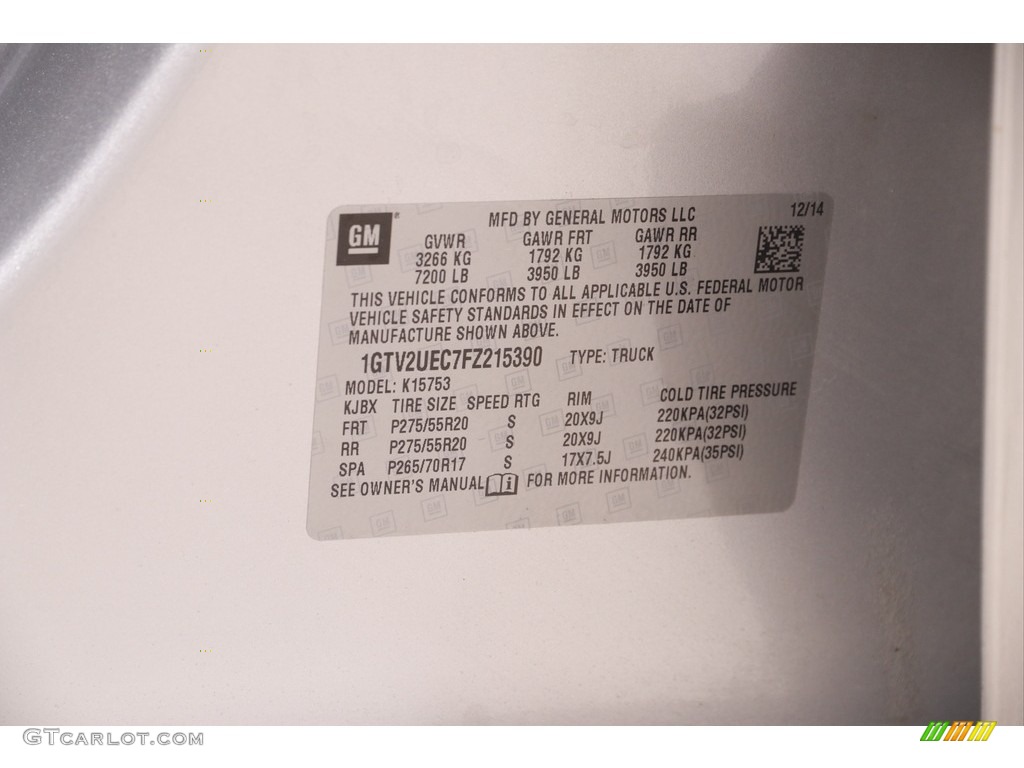 GM
MFD BY GENERAL MOTORS LLC 12/14
GVWR GAWR FRT GAWR RR
3266 KG 1792 KG 1792 KG
7200 LB 3950 LB 3950 LB
THIS VEHICLE CONFORMS TO ALL APPLICABLE U.S. FEDERAL MOTOR
VEHICLE SAFETY STANDARDS IN EFFECT ON THE DATE OF
MANUFACTURE SHOWN ABOVE.
1GTV2UEC7FZ215390 TYPE: TRUCK
MODEL: K15753
KJBX TIRE SIZE SPEED RTG RIM COLD TIRE PRESSURE
FRT P275/55R20 S 20X9J 220KPA(32PSI)
RR P275/55R20 S 20X9J 220KPA(32PSI)
SPA P265/70R17 S 17X7.5J 240KPA(35PSI)
SEE OWNER'S MANUAL i FOR MORE INFORMATION.
GTCARLOT.COM